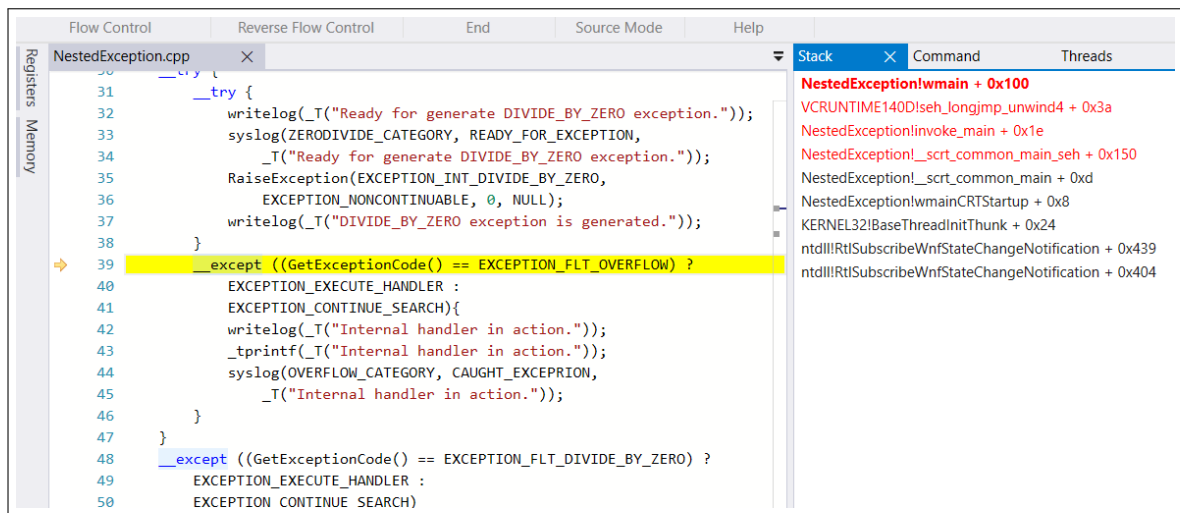 Flow Control Reverse Flow Control End Source Mode Help
Registers
Memory
NestedException.cpp ×
30 __try {
31 __try {
32 writelog(_T("Ready for generate DIVIDE_BY_ZERO exception."));
33 syslog(ZERODIVIDE_CATEGORY, READY_FOR_EXCEPTION,
34 _T("Ready for generate DIVIDE_BY_ZERO exception."));
35 RaiseException(EXCEPTION_INT_DIVIDE_BY_ZERO,
36 EXCEPTION_NONCONTINUABLE, 0, NULL);
37 writelog(_T("DIVIDE_BY_ZERO exception is generated."));
38 }
39 __except ((GetExceptionCode() == EXCEPTION_FLT_OVERFLOW) ?
40 EXCEPTION_EXECUTE_HANDLER :
41 EXCEPTION_CONTINUE_SEARCH){
42 writelog(_T("Internal handler in action."));
43 _tprintf(_T("Internal handler in action."));
44 syslog(OVERFLOW_CATEGORY, CAUGHT_EXCEPRION,
45 _T("Internal handler in action."));
46 }
47 }
48 __except ((GetExceptionCode() == EXCEPTION_FLT_DIVIDE_BY_ZERO) ?
49 EXCEPTION_EXECUTE_HANDLER :
50 EXCEPTION_CONTINUE_SEARCH)
Stack × Command Threads
NestedException!wmain + 0x100
VCRUNTIME140D!seh_longjmp_unwind4 + 0x3a
NestedException!invoke_main + 0x1e
NestedException!__scrt_common_main_seh + 0x150
NestedException!__scrt_common_main + 0xd
NestedException!wmainCRTStartup + 0x8
KERNEL32!BaseThreadInitThunk + 0x24
ntdll!RtlSubscribeWnfStateChangeNotification + 0x439
ntdll!RtlSubscribeWnfStateChangeNotification + 0x404